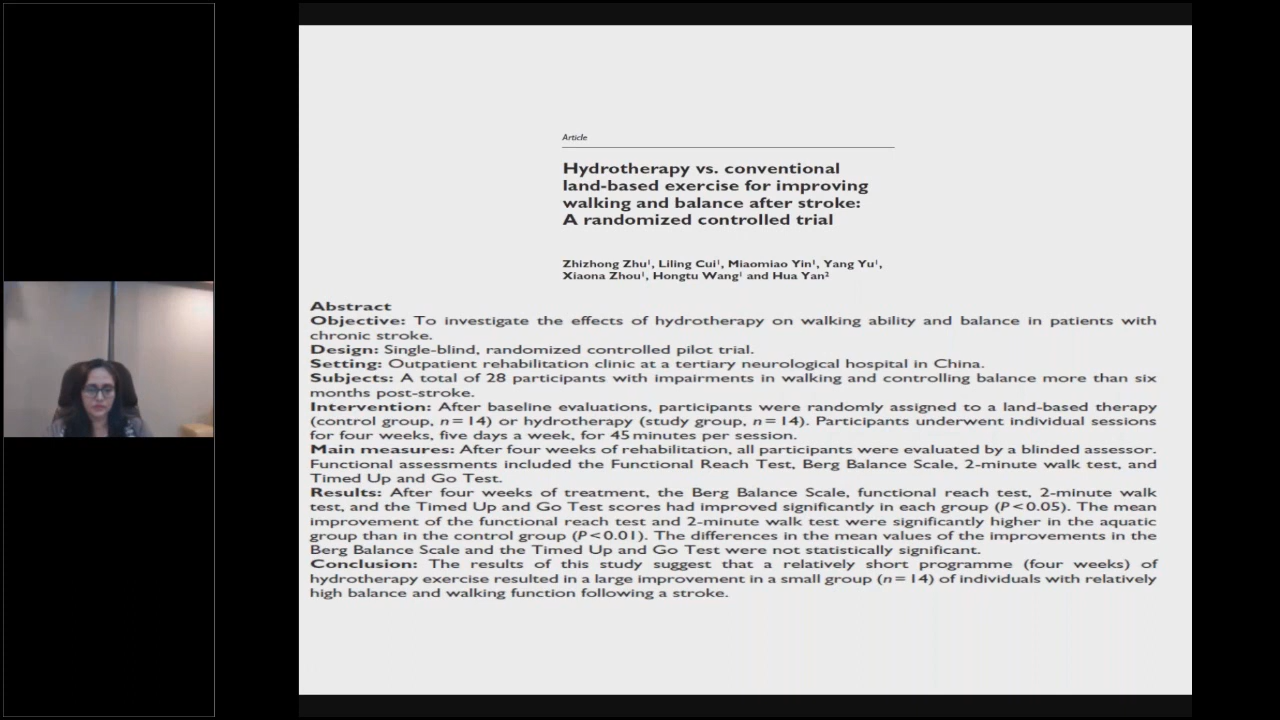 Article
Hydrotherapy vs. conventional
land-based exercise for improving
walking and balance after stroke:
A randomized controlled trial
Zhizhong Zhu¹, Liling Cui¹, Miaomiao Yin¹, Yang Yu¹,
Xiaona Zhou¹, Hongtu Wang¹ and Hua Yan²
Abstract
Objective: To investigate the effects of hydrotherapy on walking ability and balance in patients with
chronic stroke.
Design: Single-blind, randomized controlled pilot trial.
Setting: Outpatient rehabilitation clinic at a tertiary neurological hospital in China.
Subjects: A total of 28 participants with impairments in walking and controlling balance more than six
months post-stroke.
Intervention: After baseline evaluations, participants were randomly assigned to a land-based therapy
(control group, n = 14) or hydrotherapy (study group, n = 14). Participants underwent individual sessions
for four weeks, five days a week, for 45 minutes per session.
Main measures: After four weeks of rehabilitation, all participants were evaluated by a blinded assessor.
Functional assessments included the Functional Reach Test, Berg Balance Scale, 2-minute walk test, and
Timed Up and Go Test.
Results: After four weeks of treatment, the Berg Balance Scale, functional reach test, 2-minute walk
test, and the Timed Up and Go Test scores had improved significantly in each group (P < 0.05). The mean
improvement of the functional reach test and 2-minute walk test were significantly higher in the aquatic
group than in the control group (P < 0.01). The differences in the mean values of the improvements in the
Berg Balance Scale and the Timed Up and Go Test were not statistically significant.
Conclusion: The results of this study suggest that a relatively short programme (four weeks) of
hydrotherapy exercise resulted in a large improvement in a small group (n = 14) of individuals with relatively
high balance and walking function following a stroke.